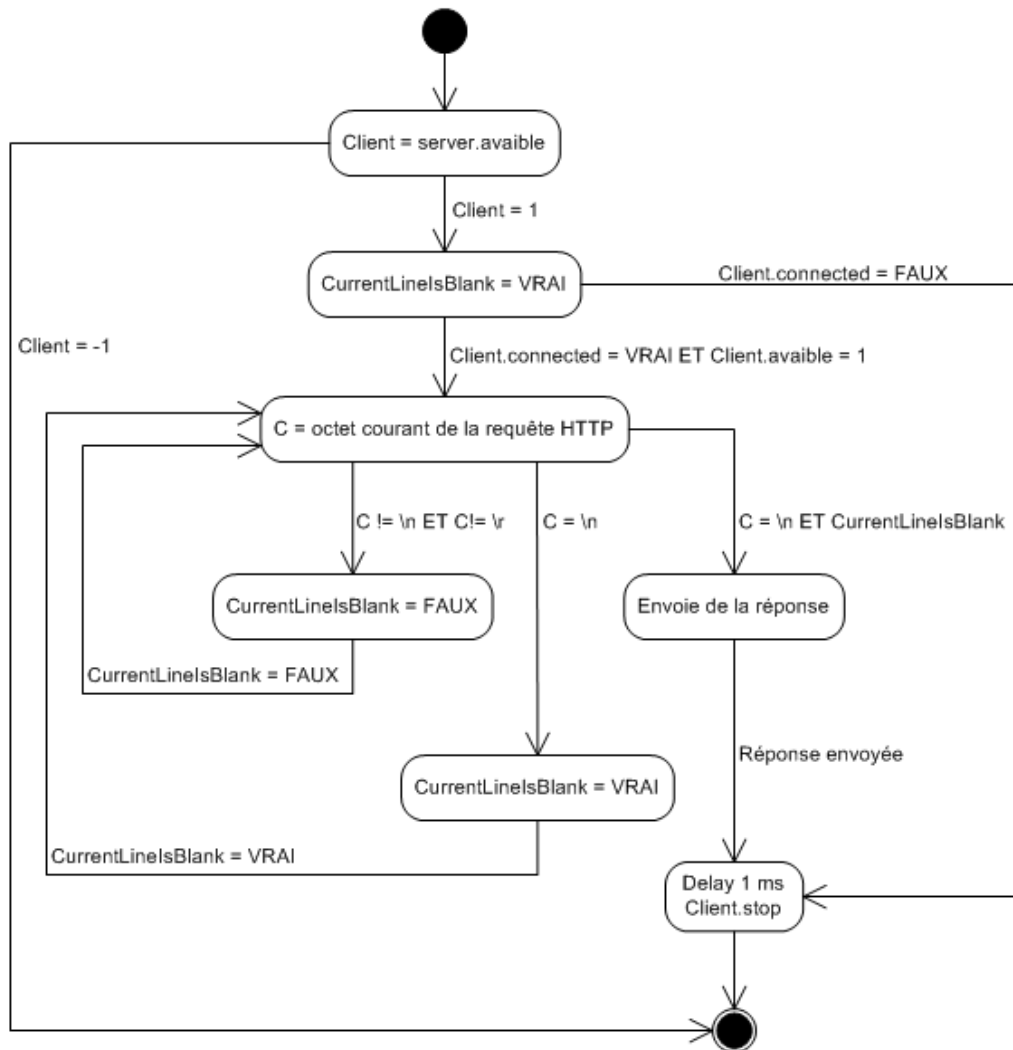 Client = server.avaible
Client = 1
CurrentLineIsBlank = VRAI
Client.connected = FAUX
Client = -1
Client.connected = VRAI ET Client.avaible = 1
C = octet courant de la requête HTTP
C != \n ET C!= \r
C = \n
C = \n ET CurrentLineIsBlank
CurrentLineIsBlank = FAUX
Envoie de la réponse
CurrentLineIsBlank = FAUX
Réponse envoyée
CurrentLineIsBlank = VRAI
CurrentLineIsBlank = VRAI
Delay 1 ms
Client.stop